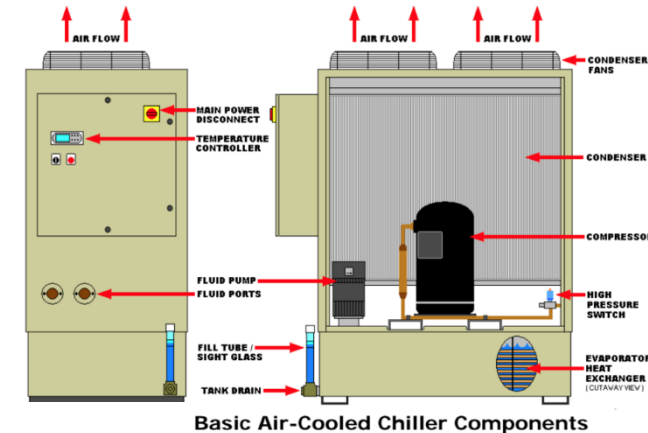 AIR FLOW
AIR FLOW
AIR FLOW
CONDENSER
FANS
MAIN POWER
DISCONNECT
TEMPERATURE
CONTROLLER
CONDENSER
COMPRESSO
FLUID PUMP
FLUID PORTS
HIGH
PRESSURE
SWITCH
FILL TUBE /
SIGHT GLASS
EVAPORATOR
HEAT
EXCHANGER
(CUTAWAY VIEW)
TANK DRAIN
Basic Air-Cooled Chiller Components